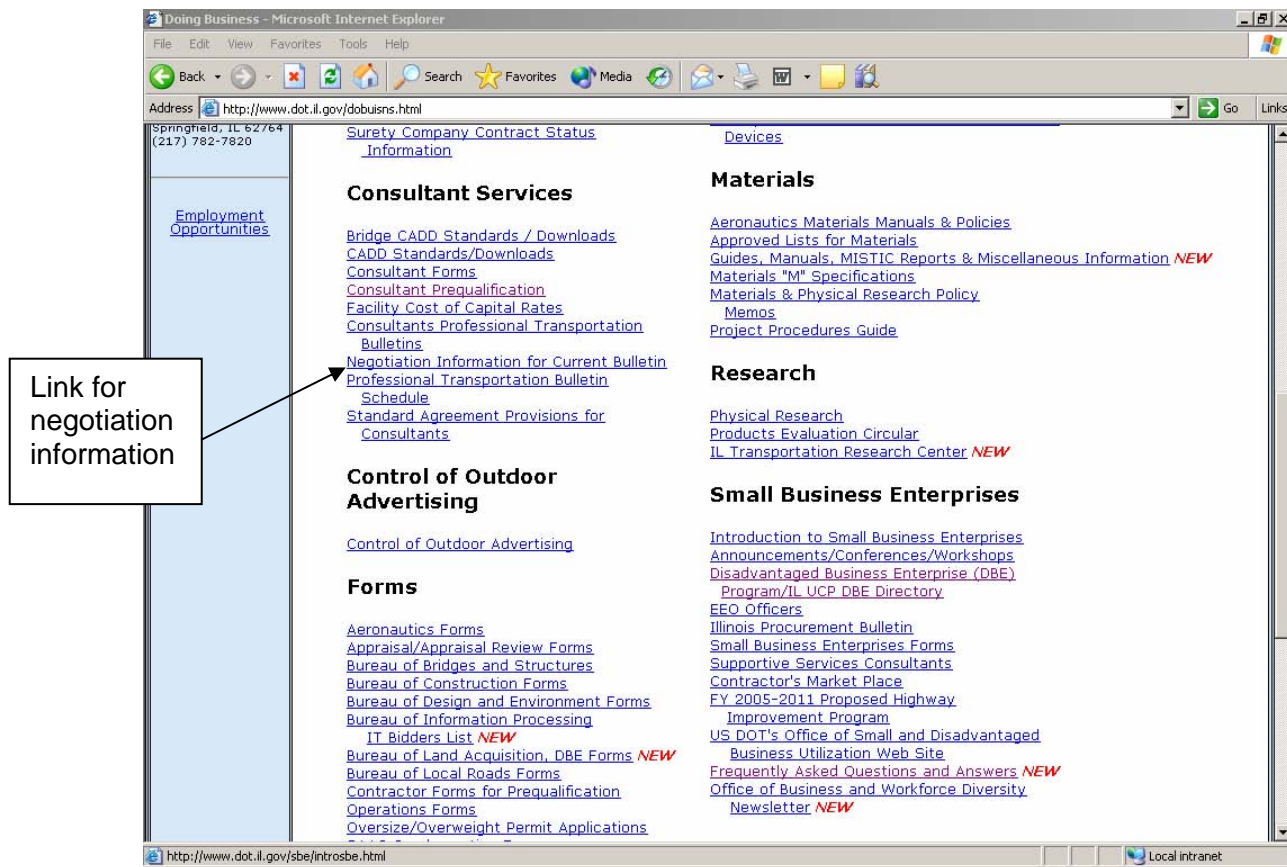 Doing Business - Microsoft Internet Explorer
File Edit View Favorites Tools Help
Back Search Favorites Media
Address http://www.dot.il.gov/dobuisns.html Go Links
Springfield, IL 62764
(217) 782-7820
Employment
Opportunities
Link for
negotiation
information
Surety Company Contract Status
Information
Consultant Services
Bridge CADD Standards / Downloads
CADD Standards/Downloads
Consultant Forms
Consultant Prequalification
Facility Cost of Capital Rates
Consultants Professional Transportation
Bulletins
Negotiation Information for Current Bulletin
Professional Transportation Bulletin
Schedule
Standard Agreement Provisions for
Consultants
Control of Outdoor
Advertising
Control of Outdoor Advertising
Forms
Aeronautics Forms
Appraisal/Appraisal Review Forms
Bureau of Bridges and Structures
Bureau of Construction Forms
Bureau of Design and Environment Forms
Bureau of Information Processing
IT Bidders List NEW
Bureau of Land Acquisition, DBE Forms NEW
Bureau of Local Roads Forms
Contractor Forms for Prequalification
Operations Forms
Oversize/Overweight Permit Applications
Devices
Materials
Aeronautics Materials Manuals & Policies
Approved Lists for Materials
Guides, Manuals, MISTIC Reports & Miscellaneous Information NEW
Materials "M" Specifications
Materials & Physical Research Policy
Memos
Project Procedures Guide
Research
Physical Research
Products Evaluation Circular
IL Transportation Research Center NEW
Small Business Enterprises
Introduction to Small Business Enterprises
Announcements/Conferences/Workshops
Disadvantaged Business Enterprise (DBE)
Program/IL UCP DBE Directory
EEO Officers
Illinois Procurement Bulletin
Small Business Enterprises Forms
Supportive Services Consultants
Contractor's Market Place
FY 2005-2011 Proposed Highway
Improvement Program
US DOT's Office of Small and Disadvantaged
Business Utilization Web Site
Frequently Asked Questions and Answers NEW
Office of Business and Workforce Diversity
Newsletter NEW
http://www.dot.il.gov/sbe/introsbe.html Local intranet